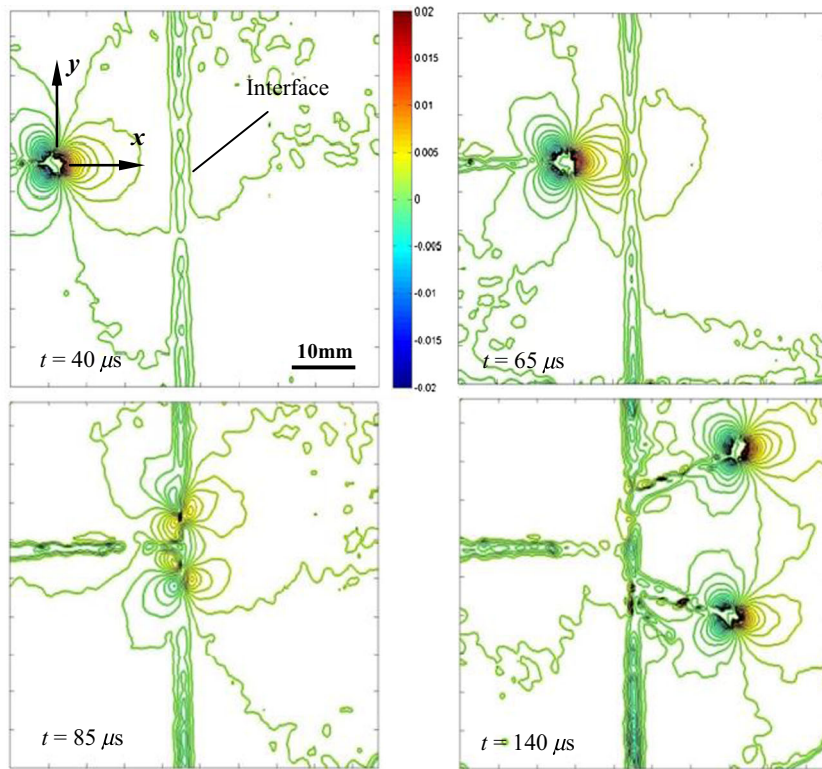 y
x
Interface
t = 40 μs
10mm
0.02
0.015
0.01
0.005
0
-0.005
-0.01
-0.015
-0.02
t = 65 μs
t = 85 μs
t = 140 μs